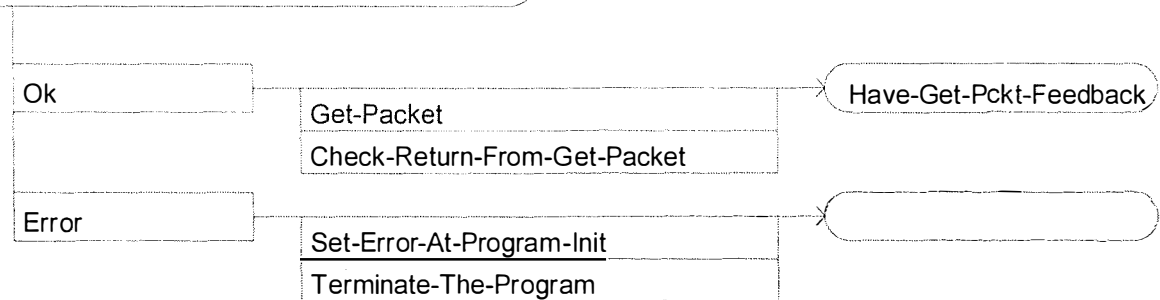 Ok
Have-Get-Pckt-Feedback
Get-Packet
Check-Return-From-Get-Packet
Error
Set-Error-At-Program-Init
Terminate-The-Program